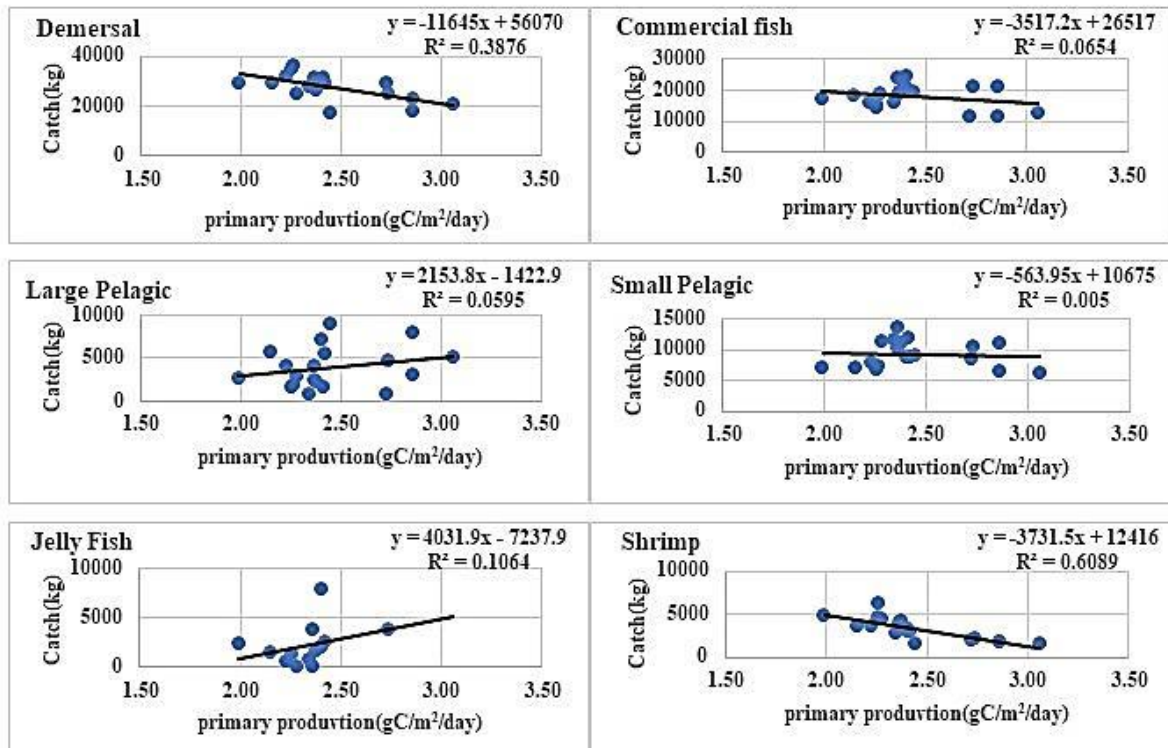 Demersal
y = -11645x + 56070
R² = 0.3876
Catch(kg)
40000
20000
0
1.50 2.00 2.50 3.00 3.50
primary produvtion(gC/m²/day)
Commercial fish
y = -3517.2x + 26517
R² = 0.0654
Catch(kg)
30000
20000
10000
0
1.50 2.00 2.50 3.00 3.50
primary produvtion(gC/m²/day)
Large Pelagic
y = 2153.8x - 1422.9
R² = 0.0595
Catch(kg)
10000
5000
0
1.50 2.00 2.50 3.00 3.50
primary produvtion(gC/m²/day)
Small Pelagic
y = -563.95x + 10675
R² = 0.005
Catch(kg)
15000
10000
5000
0
1.50 2.00 2.50 3.00 3.50
primary produvtion(gC/m²/day)
Jelly Fish
y = 4031.9x - 7237.9
R² = 0.1064
Catch(kg)
10000
5000
0
1.50 2.00 2.50 3.00 3.50
primary produvtion(gC/m²/day)
Shrimp
y = -3731.5x + 12416
R² = 0.6089
Catch(kg)
10000
5000
0
1.50 2.00 2.50 3.00 3.50
primary produvtion(gC/m²/day)